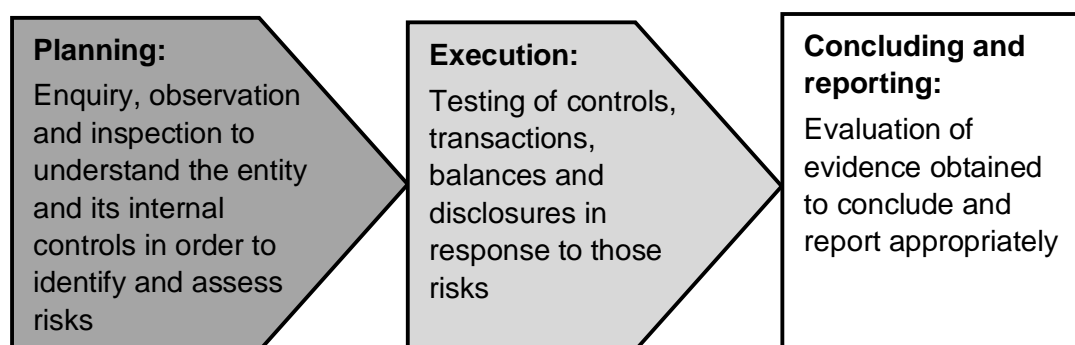 Planning:
Enquiry, observation
and inspection to
understand the entity
and its internal
controls in order to
identify and assess
risks
Execution:
Testing of controls,
transactions,
balances and
disclosures in
response to those
risks
Concluding and
reporting:
Evaluation of
evidence obtained
to conclude and
report appropriately